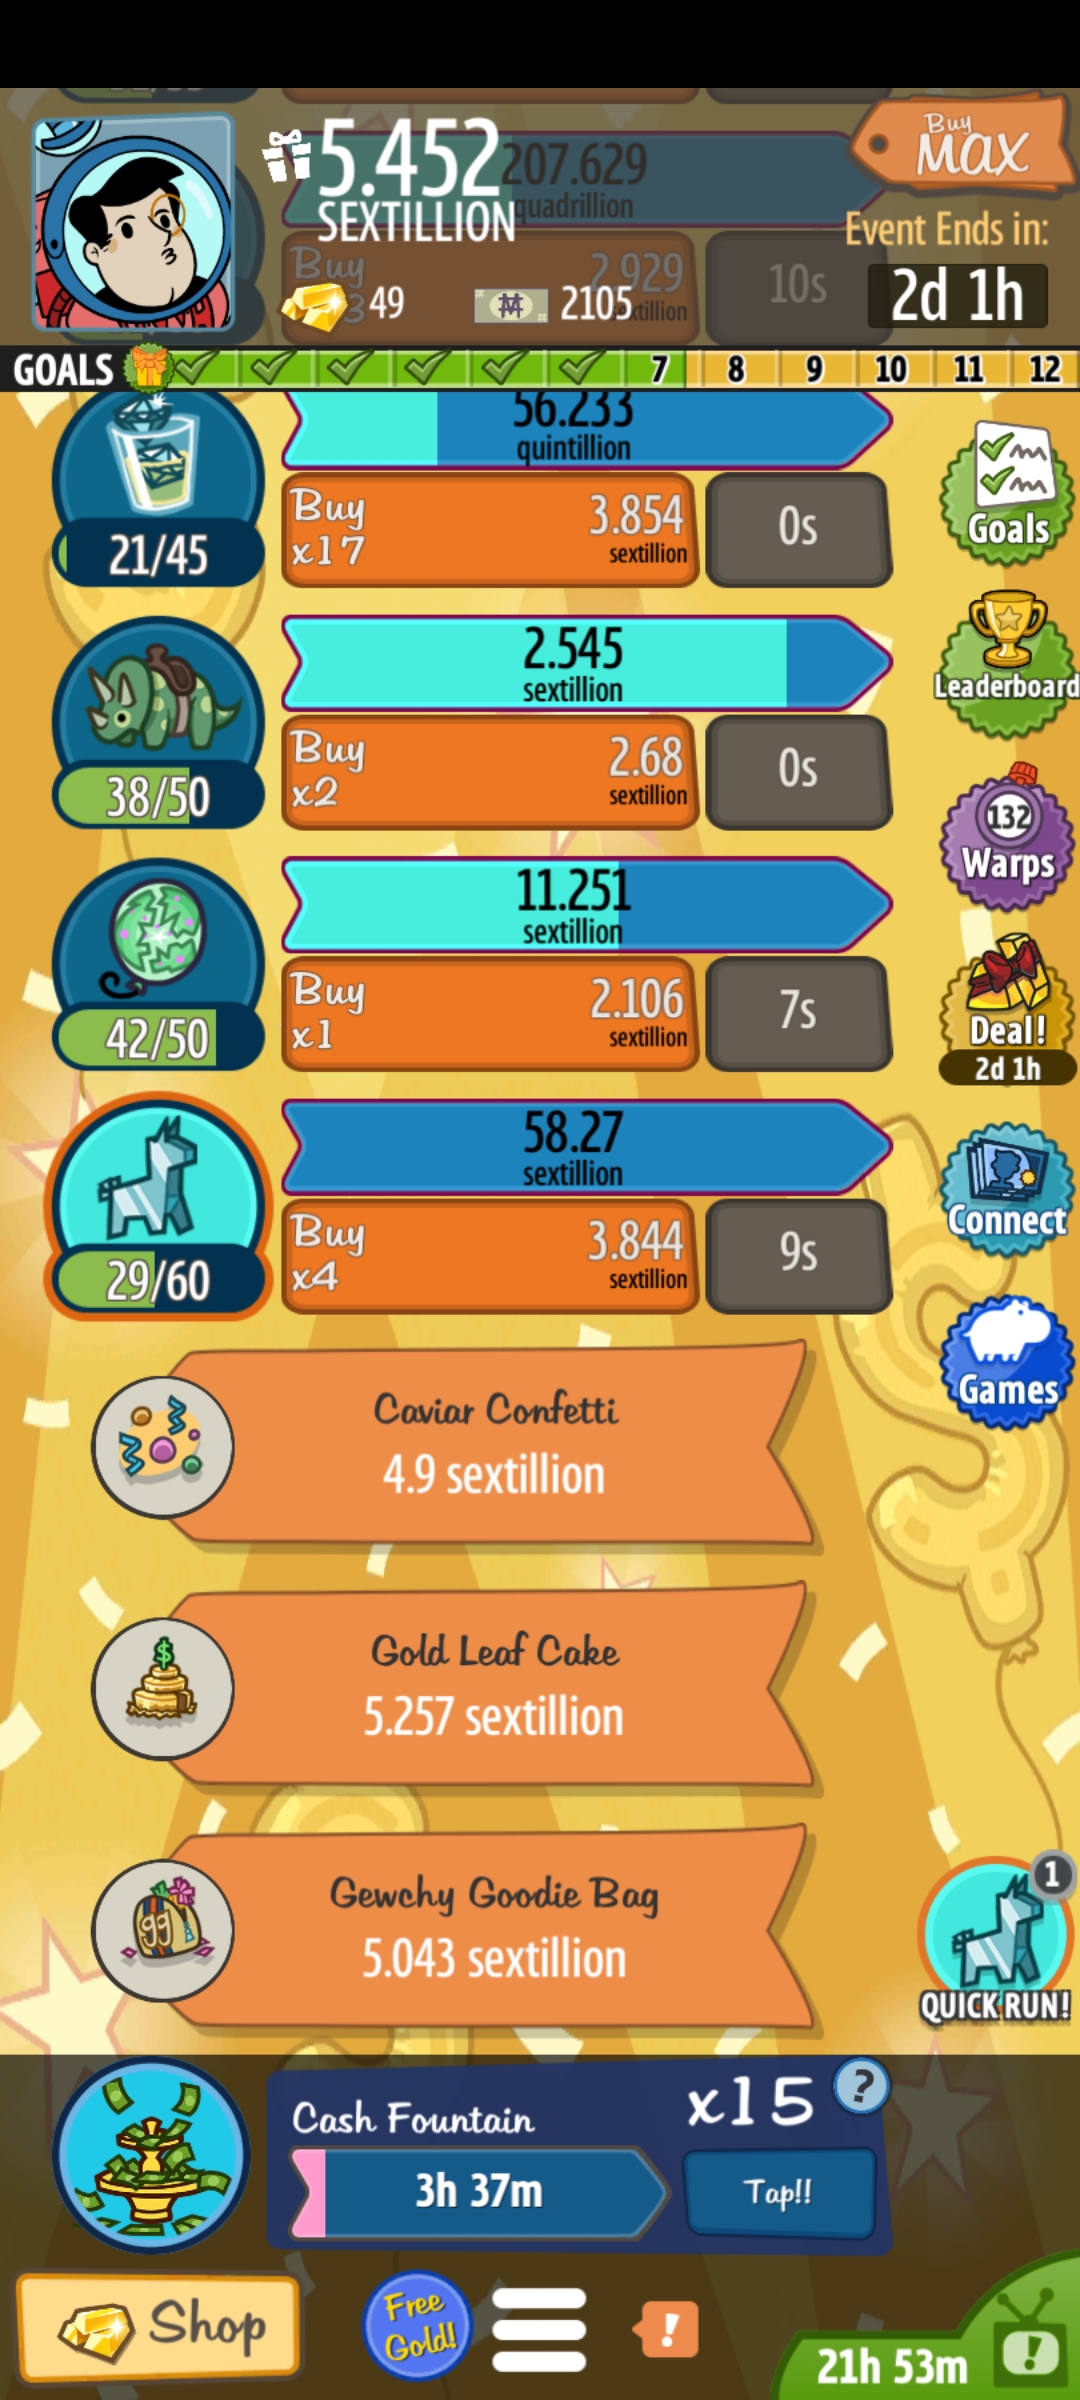 5.452
SEXTILLION
207.629
quadrillion
Buy
MAX
Event Ends in:
2d 1h
Buy
2.929
10s
49
2105
GOALS
7 8 9 10 11 12
56.233
quintillion
Buy
x17
3.854
sextillion
0s
21/45
Goals
2.545
sextillion
Leaderboard
Buy
x2
2.68
sextillion
0s
38/50
132
Warps
11.251
sextillion
Buy
x1
2.106
sextillion
7s
42/50
Deal!
2d 1h
58.27
sextillion
Connect
Buy
x4
3.844
sextillion
9s
29/60
Games
Caviar Confetti
4.9 sextillion
$
Gold Leaf Cake
5.257 sextillion
gg
Gewchy Goodie Bag
5.043 sextillion
1
QUICK RUN!
Cash Fountain
x15
?
3h 37m
Tap!!
Shop
Free
Gold!
!
21h 53m
!